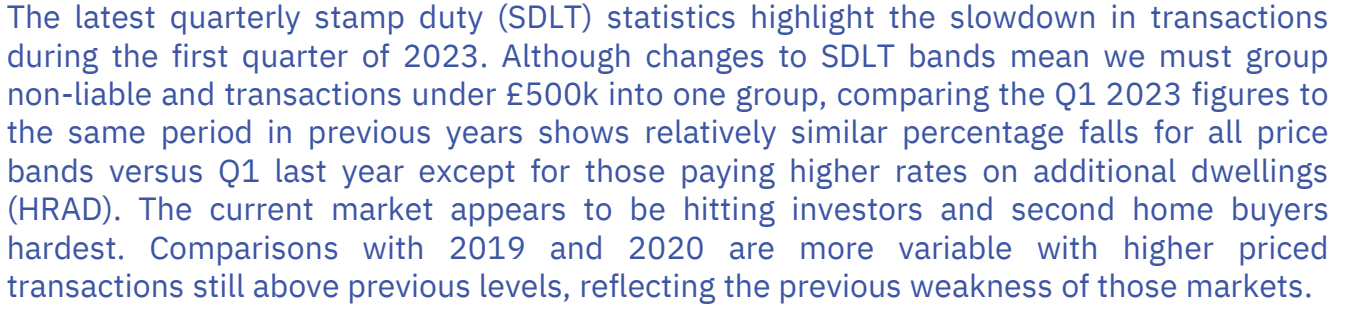 The latest quarterly stamp duty (SDLT) statistics highlight the slowdown in transactions
during the first quarter of 2023. Although changes to SDLT bands mean we must group
non-liable and transactions under £500k into one group, comparing the Q1 2023 figures to
the same period in previous years shows relatively similar percentage falls for all price
bands versus Q1 last year except for those paying higher rates on additional dwellings
(HRAD). The current market appears to be hitting investors and second home buyers
hardest. Comparisons with 2019 and 2020 are more variable with higher priced
transactions still above previous levels, reflecting the previous weakness of those markets.